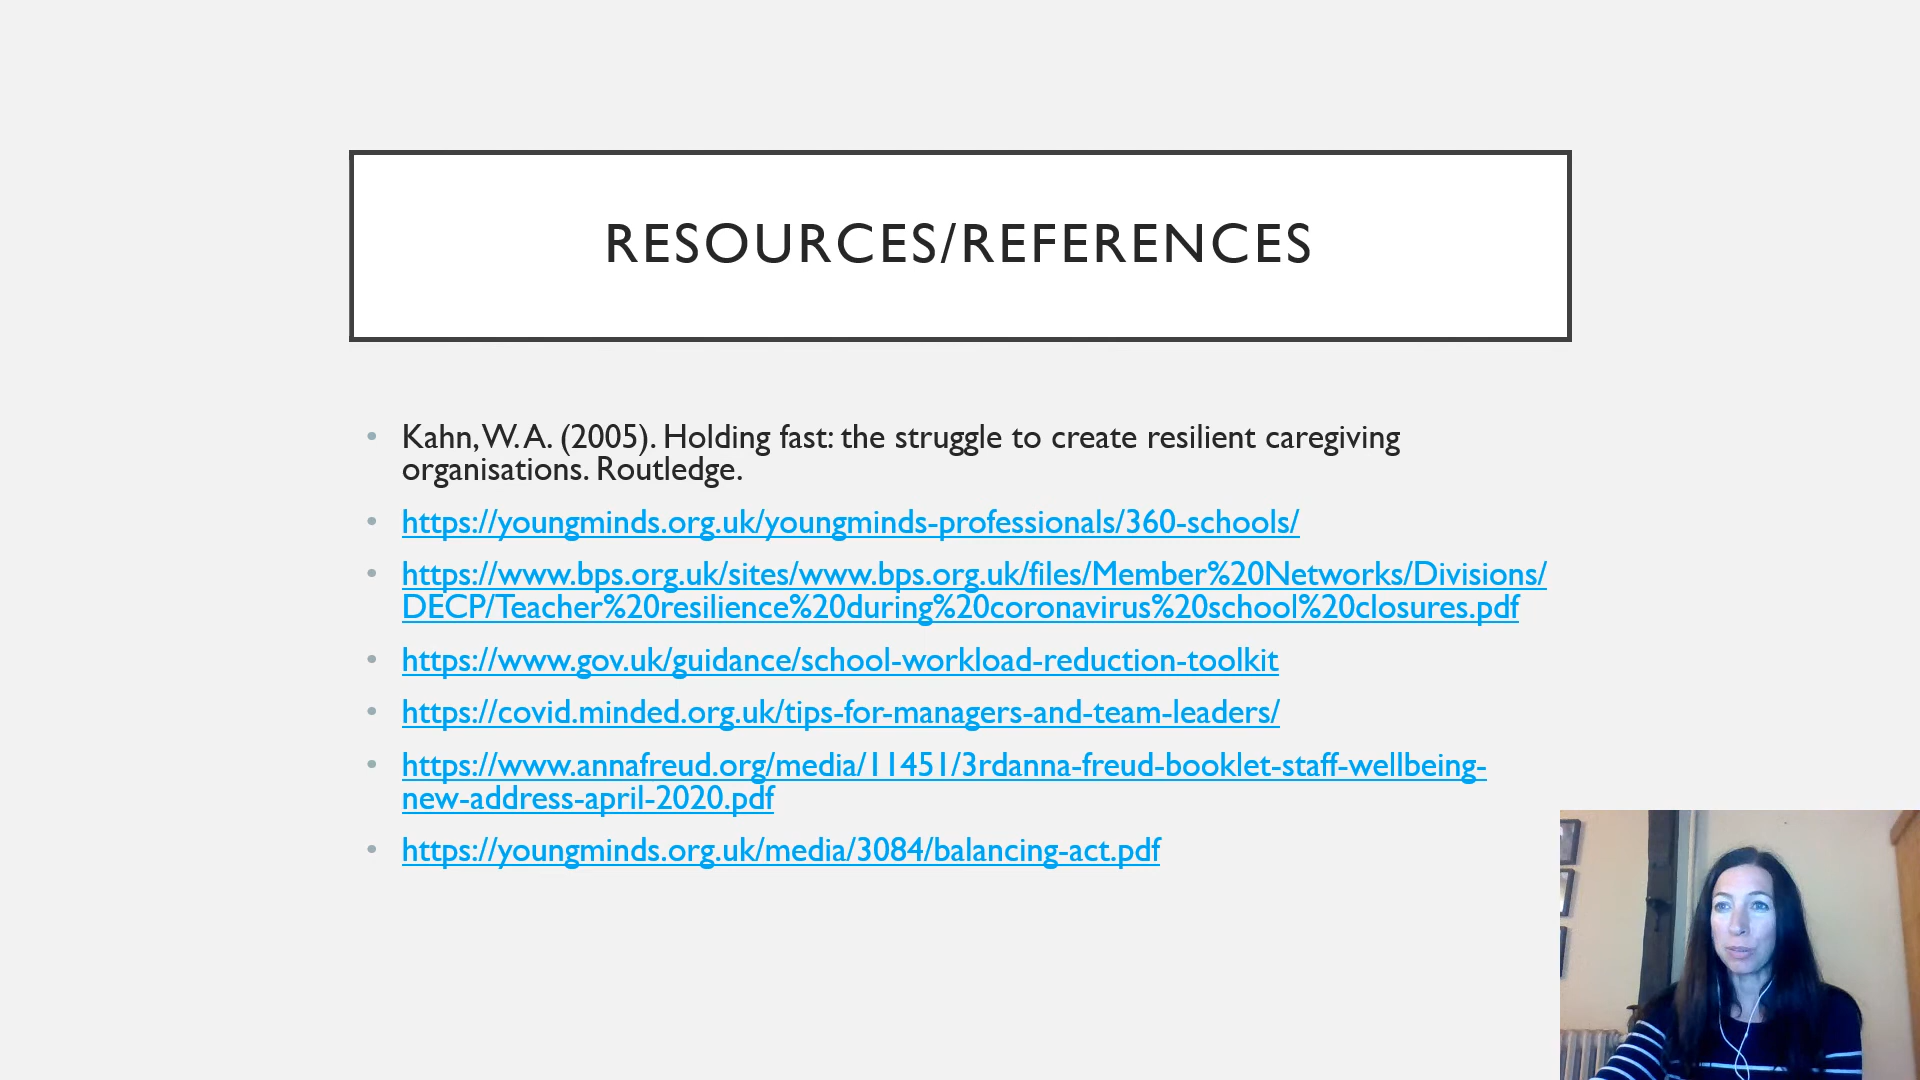 RESOURCES/REFERENCES
• Kahn, W. A. (2005). Holding fast: the struggle to create resilient caregiving
organisations. Routledge.
• https://youngminds.org.uk/youngminds-professionals/360-schools/
• https://www.bps.org.uk/sites/www.bps.org.uk/files/Member%20Networks/Divisions/
DECP/Teacher%20resilience%20during%20coronavirus%20school%20closures.pdf
• https://www.gov.uk/guidance/school-workload-reduction-toolkit
• https://covid.minded.org.uk/tips-for-managers-and-team-leaders/
• https://www.annafreud.org/media/11451/3rdanna-freud-booklet-staff-wellbeing-
new-address-april-2020.pdf
• https://youngminds.org.uk/media/3084/balancing-act.pdf